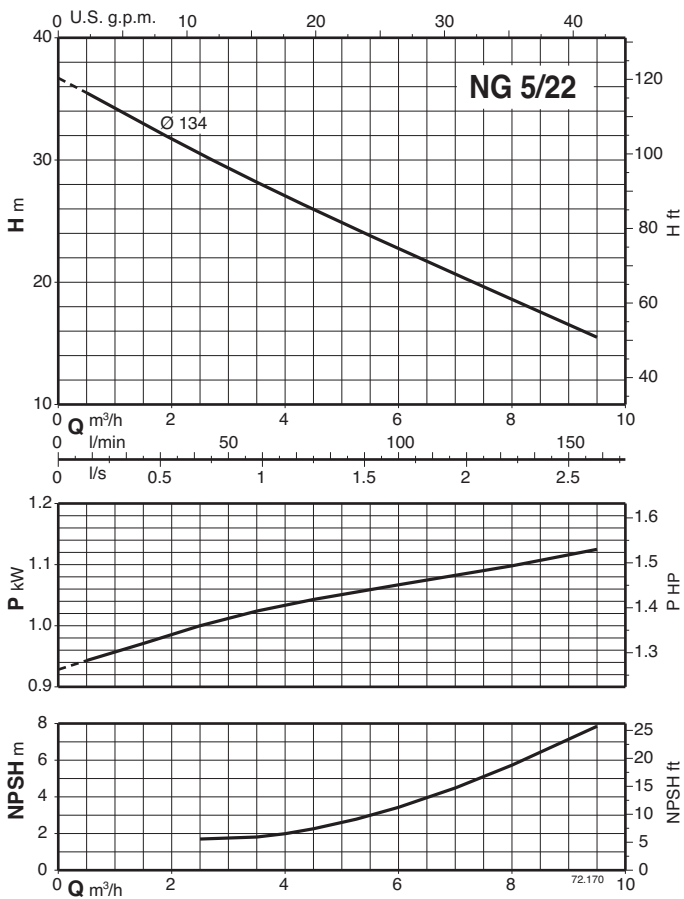 0 U.S. g.p.m. 10 20 30 40
NG 5/22
Ø 134
40
30
20
10
H m
120
100
80
60
40
H ft
0 Q m³/h 2 4 6 8 10
0 l/min 50 100 150
0 l/s 0.5 1 1.5 2 2.5
1.2
1.1
1.0
0.9
P kW
1.6
1.5
1.4
1.3
P HP
8
6
4
2
0
NPSH m
25
20
15
10
5
0
NPSH ft
72.170
Q m³/h 2 4 6 8 10